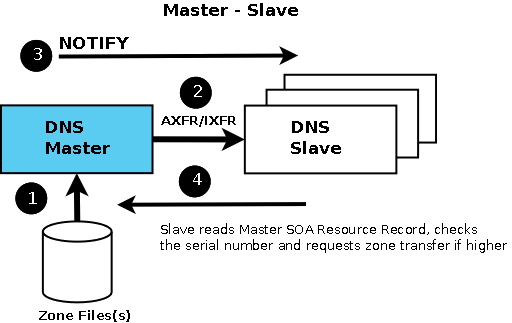 Master - Slave
3 NOTIFY
2
AXFR/IXFR
DNS
Master
DNS
Slave
4
1
Slave reads Master SOA Resource Record, checks
the serial number and requests zone transfer if higher
Zone Files(s)